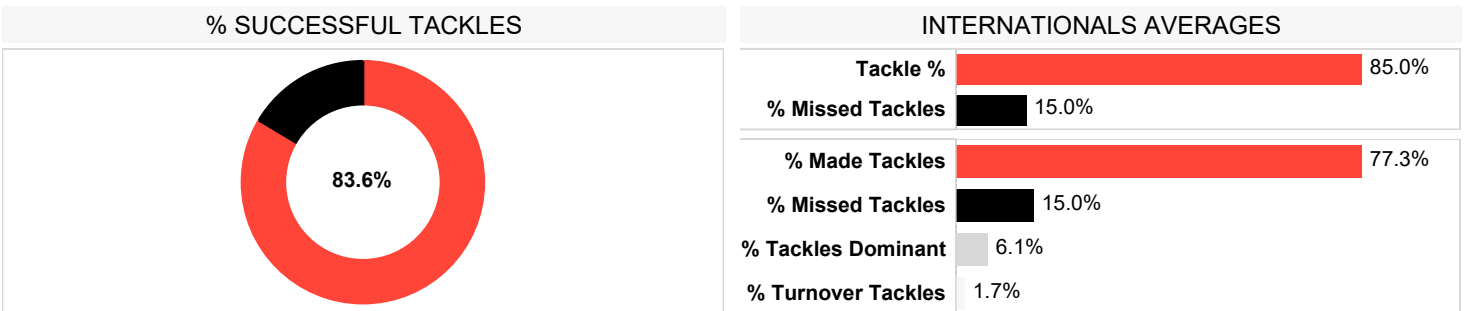 % SUCCESSFUL TACKLES
83.6%
INTERNATIONALS AVERAGES
Tackle % 85.0%
% Missed Tackles 15.0%
% Made Tackles 77.3%
% Missed Tackles 15.0%
% Tackles Dominant 6.1%
% Turnover Tackles 1.7%